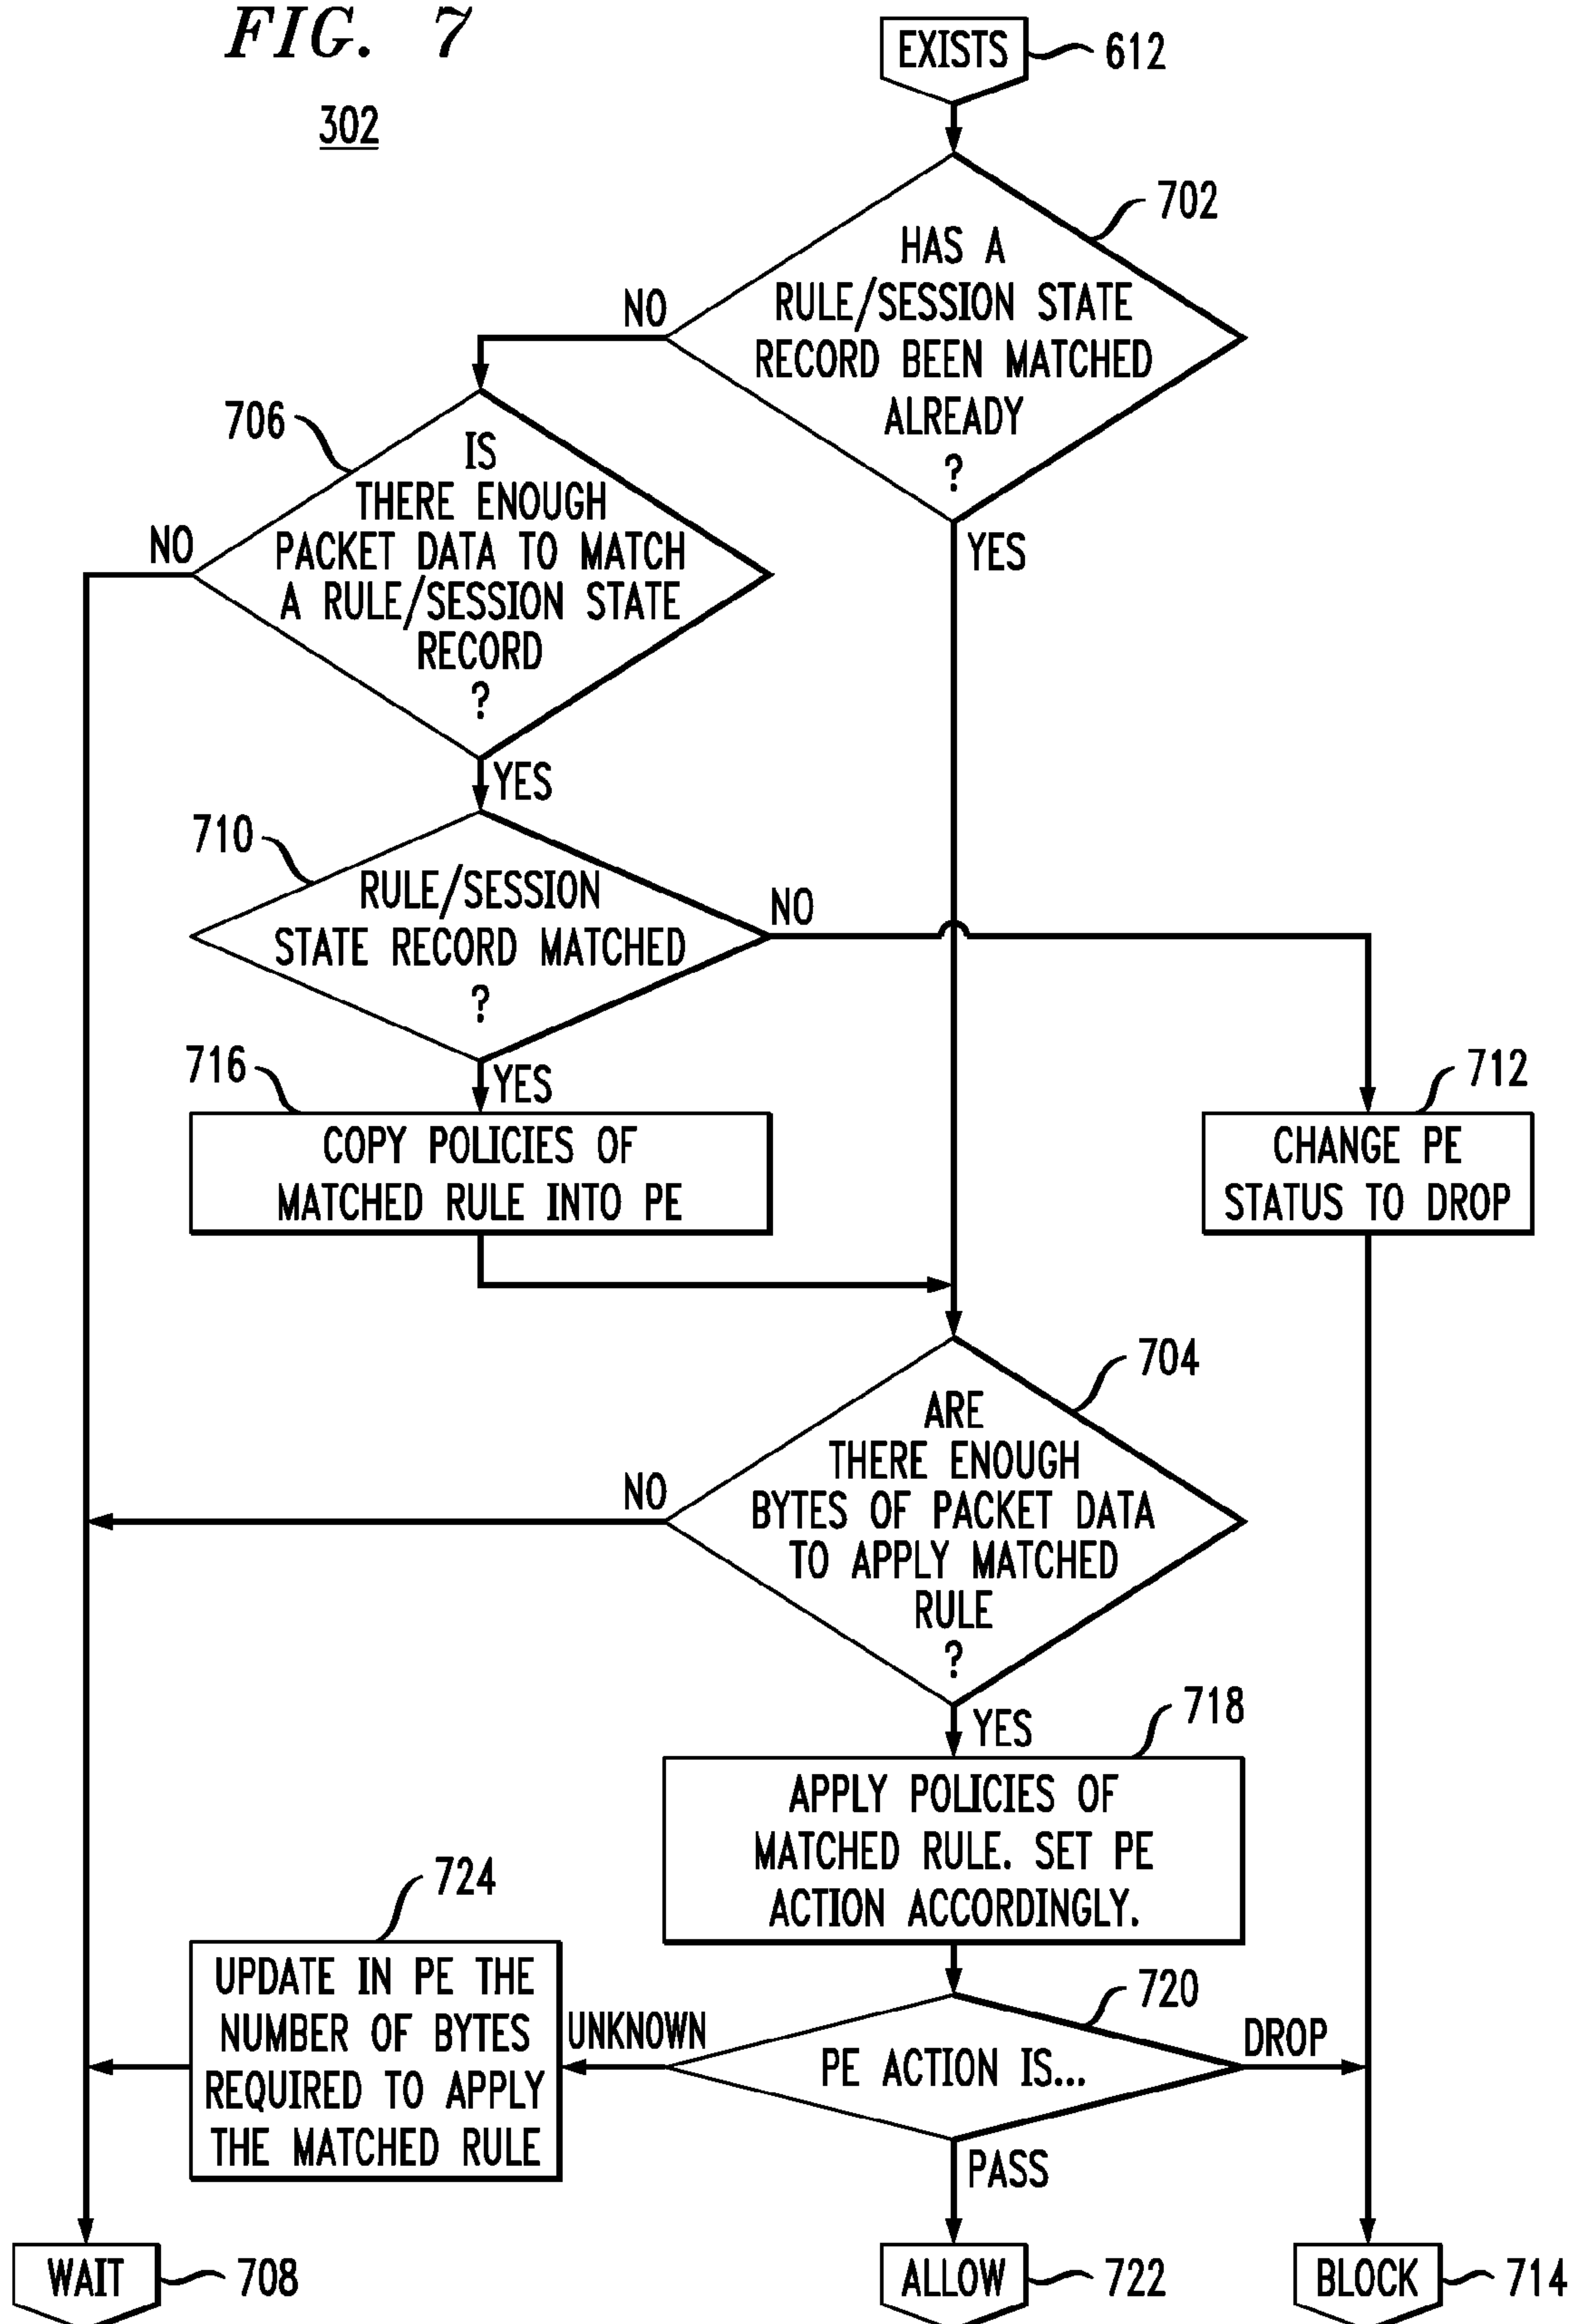 FIG. 7
302
EXISTS
612
702
HAS A
RULE/SESSION STATE
RECORD BEEN MATCHED
ALREADY
?
NO
YES
706
IS
THERE ENOUGH
PACKET DATA TO MATCH
A RULE/SESSION STATE
RECORD
?
NO
YES
710
RULE/SESSION
STATE RECORD MATCHED
?
NO
YES
716
COPY POLICIES OF
MATCHED RULE INTO PE
712
CHANGE PE
STATUS TO DROP
704
ARE
THERE ENOUGH
BYTES OF PACKET DATA
TO APPLY MATCHED
RULE
?
NO
YES
718
APPLY POLICIES OF
MATCHED RULE. SET PE
ACTION ACCORDINGLY.
724
UPDATE IN PE THE
NUMBER OF BYTES
REQUIRED TO APPLY
THE MATCHED RULE
UNKNOWN
720
PE ACTION IS...
DROP
PASS
WAIT
708
ALLOW
722
BLOCK
714